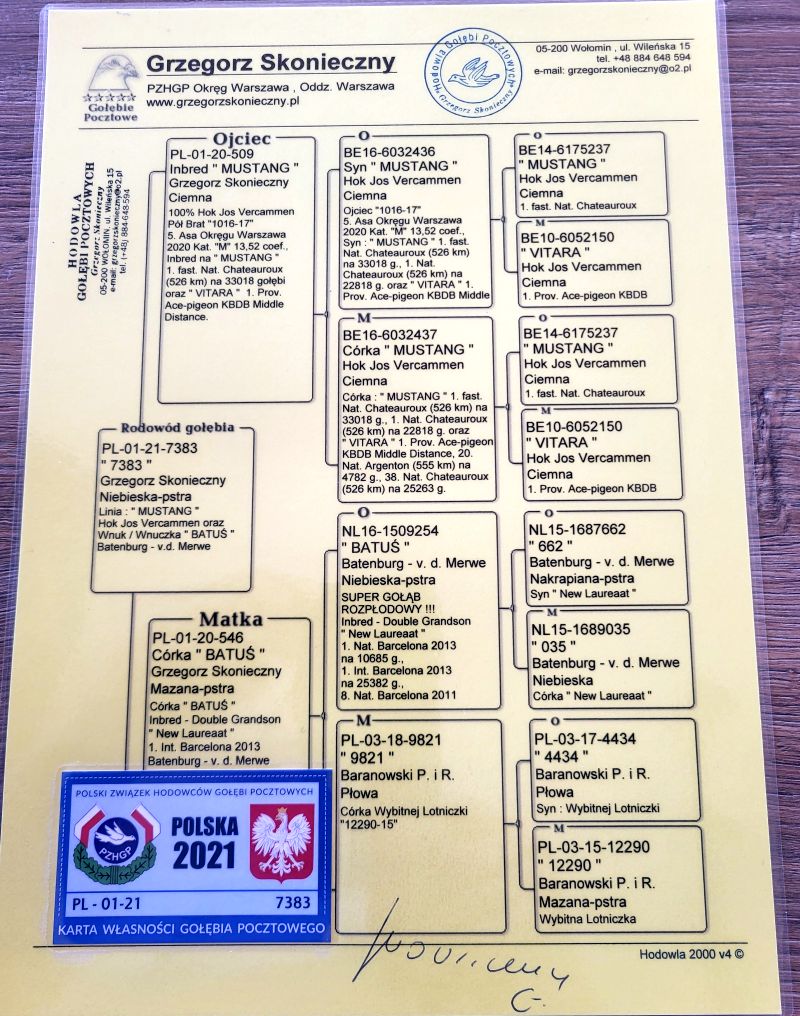 Grzegorz Skonieczny
PZHGP Okręg Warszawa , Oddz. Warszawa
www.grzegorzskonieczny.pl
Gołębie
Pocztowe
Hodowla Gołębi Pocztowych
Grzegorz Skonieczny
05-200 Wołomin , ul. Wileńska 15
tel. +48 884 648 594
e-mail: grzegorzskonieczny@o2.pl
HODOWLA
GOŁĘBI POCZTOWYCH
Grzegorz Skonieczny
05-200 WOŁOMIN, ul. Wileńska 15
e-mail: grzegorzskonieczny@o2.pl
tel. (+48) 884-648-594
Rodowód gołębia
PL-01-21-7383
" 7383 "
Grzegorz Skonieczny
Niebieska-pstra
Linia : " MUSTANG "
Hok Jos Vercammen oraz
Wnuk / Wnuczka " BATUŚ "
Batenburg - v.d. Merwe
Ojciec
PL-01-20-509
Inbred " MUSTANG "
Grzegorz Skonieczny
Ciemna
100% Hok Jos Vercammen
Pół Brat "1016-17"
5. Asa Okręgu Warszawa
2020 Kat. "M" 13,52 coef.,
Inbred na " MUSTANG "
1. fast. Nat. Chateauroux
(526 km) na 33018 gołębi
oraz " VITARA " 1. Prov.
Ace-pigeon KBDB Middle
Distance.
Matka
PL-01-20-546
Córka " BATUŚ "
Grzegorz Skonieczny
Mazana-pstra
Córka " BATUŚ "
Inbred - Double Grandson
" New Laureaat "
1. Int. Barcelona 2013
Batenburg - v.d. Merwe
O
BE16-6032436
Syn " MUSTANG "
Hok Jos Vercammen
Ciemna
Ojciec "1016-17"
5. Asa Okręgu Warszawa
2020 Kat. "M" 13,52 coef.,
Syn : " MUSTANG " 1. fast.
Nat. Chateauroux (526 km)
na 33018 g., 1. Nat.
Chateauroux (526 km) na
22818 g. oraz " VITARA " 1.
Prov. Ace-pigeon KBDB Middle
M
BE16-6032437
Córka " MUSTANG "
Hok Jos Vercammen
Ciemna
Córka : " MUSTANG " 1. fast.
Nat. Chateauroux (526 km) na
33018 g., 1. Nat. Chateauroux
(526 km) na 22818 g. oraz
" VITARA " 1. Prov. Ace-pigeon
KBDB Middle Distance, 20.
Nat. Argenton (555 km) na
4782 g., 38. Nat. Chateauroux
(526 km) na 25263 g.
O
NL16-1509254
" BATUŚ "
Batenburg - v.d. Merwe
Niebieska-pstra
SUPER GOŁĄB
ROZPŁODOWY !!!
Inbred - Double Grandson
" New Laureaat "
1. Nat. Barcelona 2013
na 10685 g.,
1. Int. Barcelona 2013
na 25382 g.,
8. Nat. Barcelona 2011
M
PL-03-18-9821
" 9821 "
Baranowski P. i R.
Płowa
Córka Wybitnej Lotniczki
"12290-15"
O
BE14-6175237
" MUSTANG "
Hok Jos Vercammen
Ciemna
1. fast. Nat. Chateauroux
M
BE10-6052150
" VITARA "
Hok Jos Vercammen
Ciemna
1. Prov. Ace-pigeon KBDB
O
BE14-6175237
" MUSTANG "
Hok Jos Vercammen
Ciemna
1. fast. Nat. Chateauroux
M
BE10-6052150
" VITARA "
Hok Jos Vercammen
Ciemna
1. Prov. Ace-pigeon KBDB
O
NL15-1687662
" 662 "
Batenburg - v.d. Merwe
Nakrapiana-pstra
Syn " New Laureaat "
M
NL15-1689035
" 035 "
Batenburg - v.d. Merwe
Niebieska
Córka " New Laureaat "
O
PL-03-17-4434
" 4434 "
Baranowski P. i R.
Płowa
Syn : Wybitnej Lotniczki
M
PL-03-15-12290
" 12290 "
Baranowski P. i R.
Mazana-pstra
Wybitna Lotniczka
POLSKI ZWIĄZEK HODOWCÓW GOŁĘBI POCZTOWYCH
PZHGP
POLSKA
2021
PL - 01-21 7383
KARTA WŁASNOŚCI GOŁĘBIA POCZTOWEGO
Hodowla 2000 v4 ©